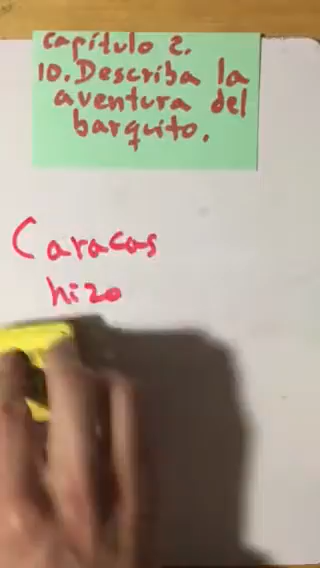 capítulo 2.
10. Describa la
aventura del
barquito.
Caracas
hizo